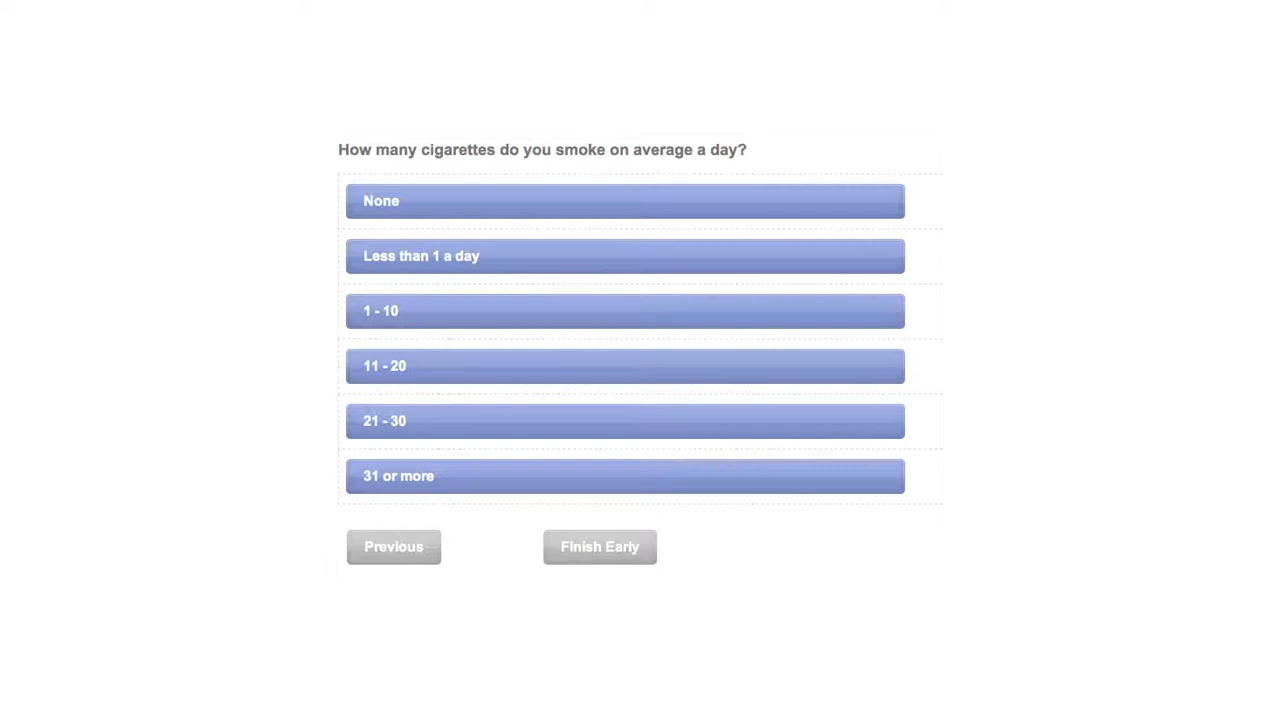 How many cigarettes do you smoke on average a day?
None
Less than 1 a day
1 - 10
11 - 20
21 - 30
31 or more
Previous
Finish Early